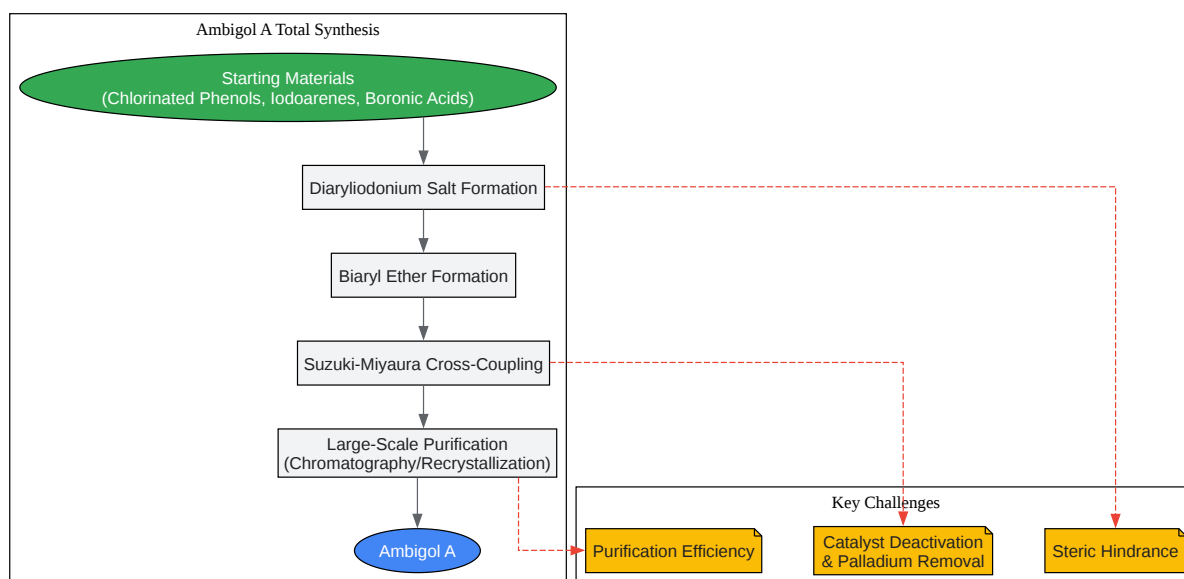 Ambigol A Total Synthesis
Starting Materials
(Chlorinated Phenols, Iodoarenes, Boronic Acids)
Diaryliodonium Salt Formation
Biaryl Ether Formation
Suzuki-Miyaura Cross-Coupling
Large-Scale Purification
(Chromatography/Recrystallization)
Ambigol A
Key Challenges
Purification Efficiency
Catalyst Deactivation
& Palladium Removal
Steric Hindrance